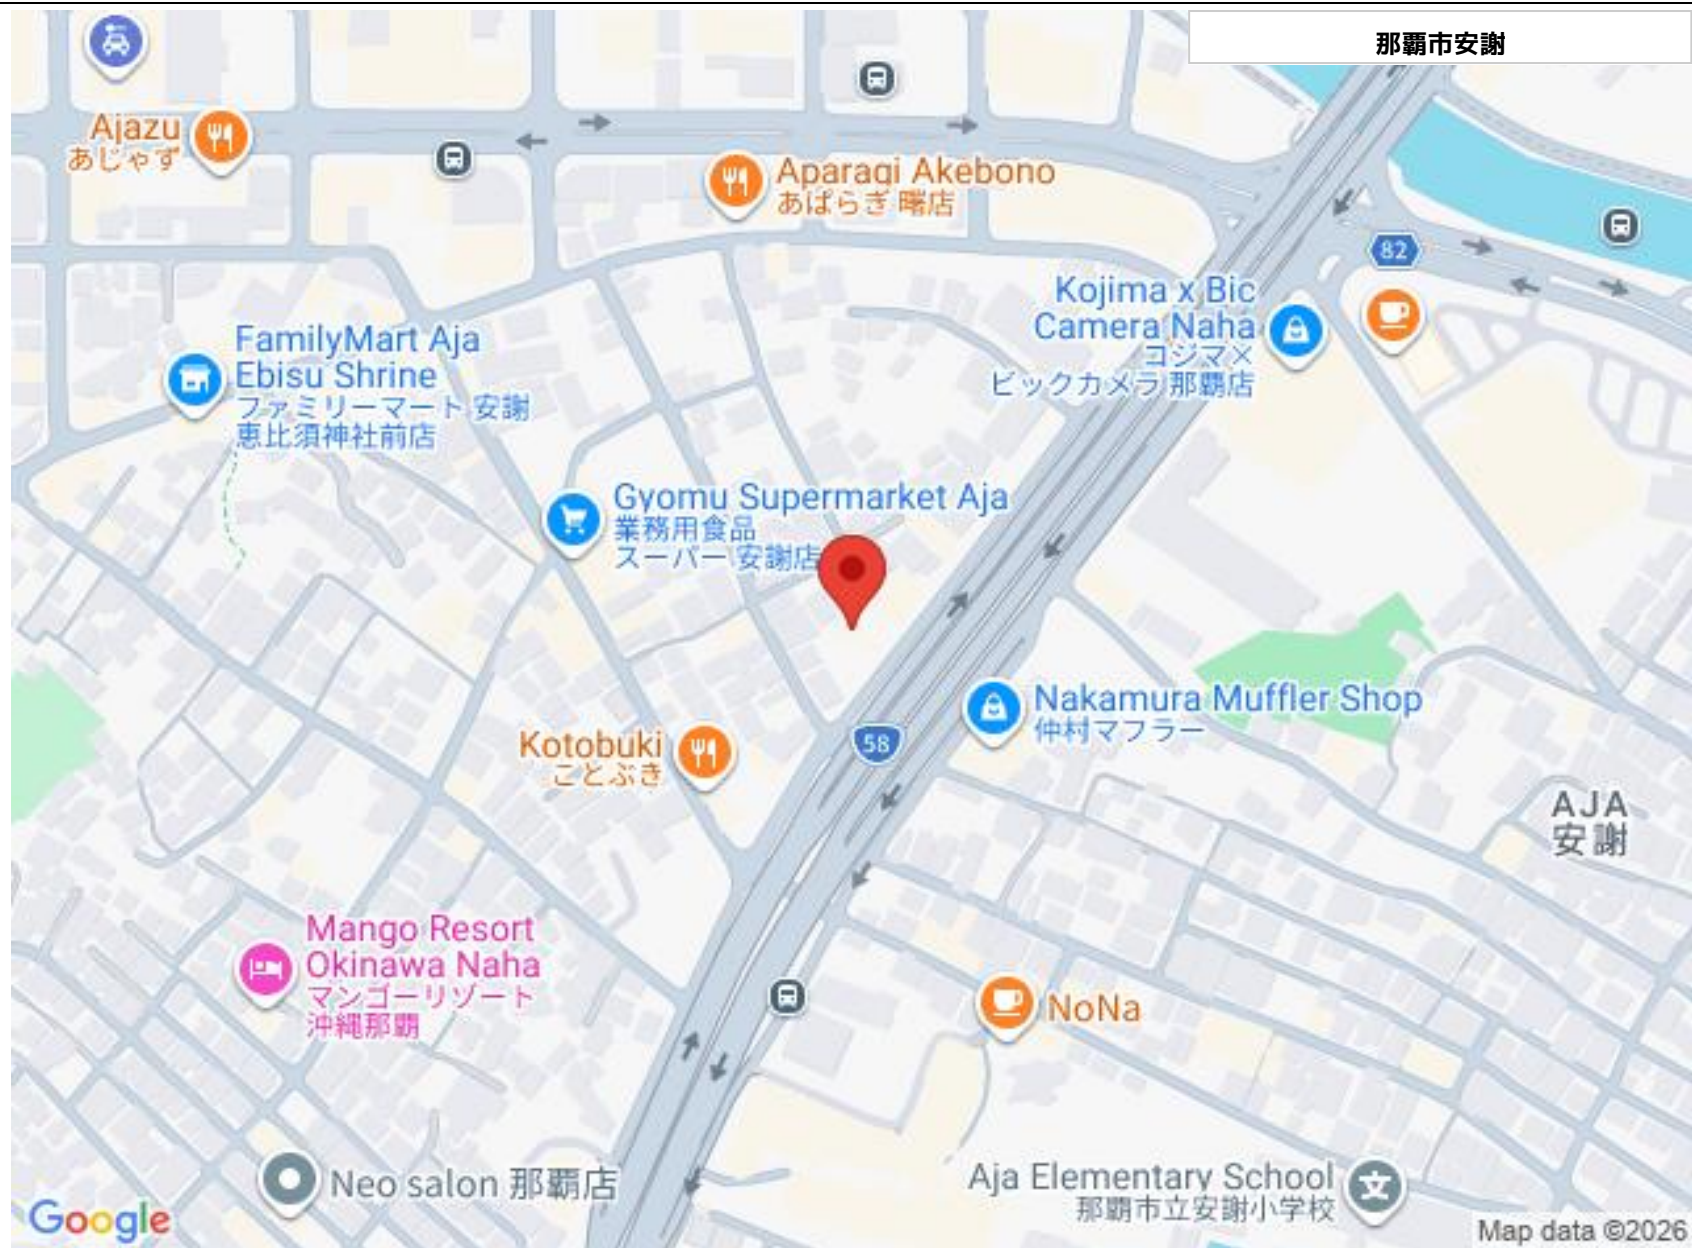 那覇市安謝
Ajazu
あじゃず
Aparagi Akebono
あぱらぎ 曙店
82
Kojima x Bic
Camera Naha
コジマ×
ビックカメラ 那覇店
FamilyMart Aja
Ebisu Shrine
ファミリーマート 安謝
恵比須神社前店
Gyomu Supermarket Aja
業務用食品
スーパー 安謝店
Nakamura Muffler Shop
仲村マフラー
58
Kotobuki
ことぶき
AJA
安謝
Mango Resort
Okinawa Naha
マンゴーリゾート
沖縄那覇
NoNa
Neo salon 那覇店
Aja Elementary School
那覇市立安謝小学校
文
Google
Map data ©2026